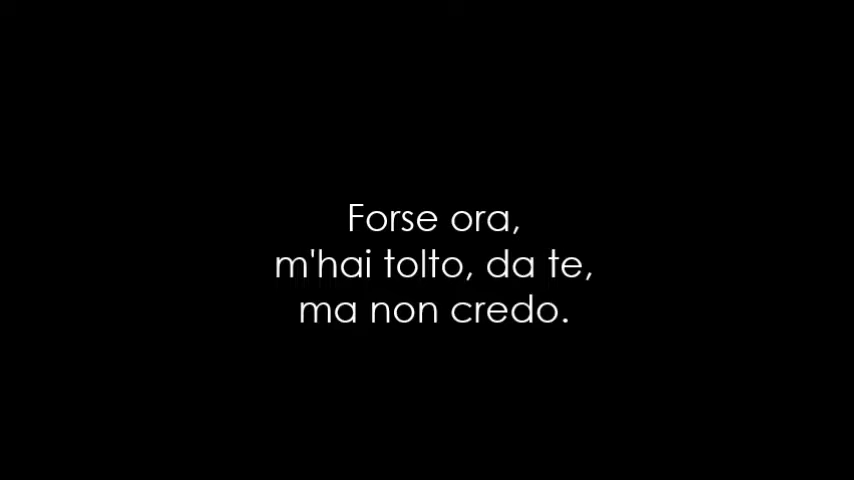 Forse ora,
m'hai tolto, da te,
ma non credo.